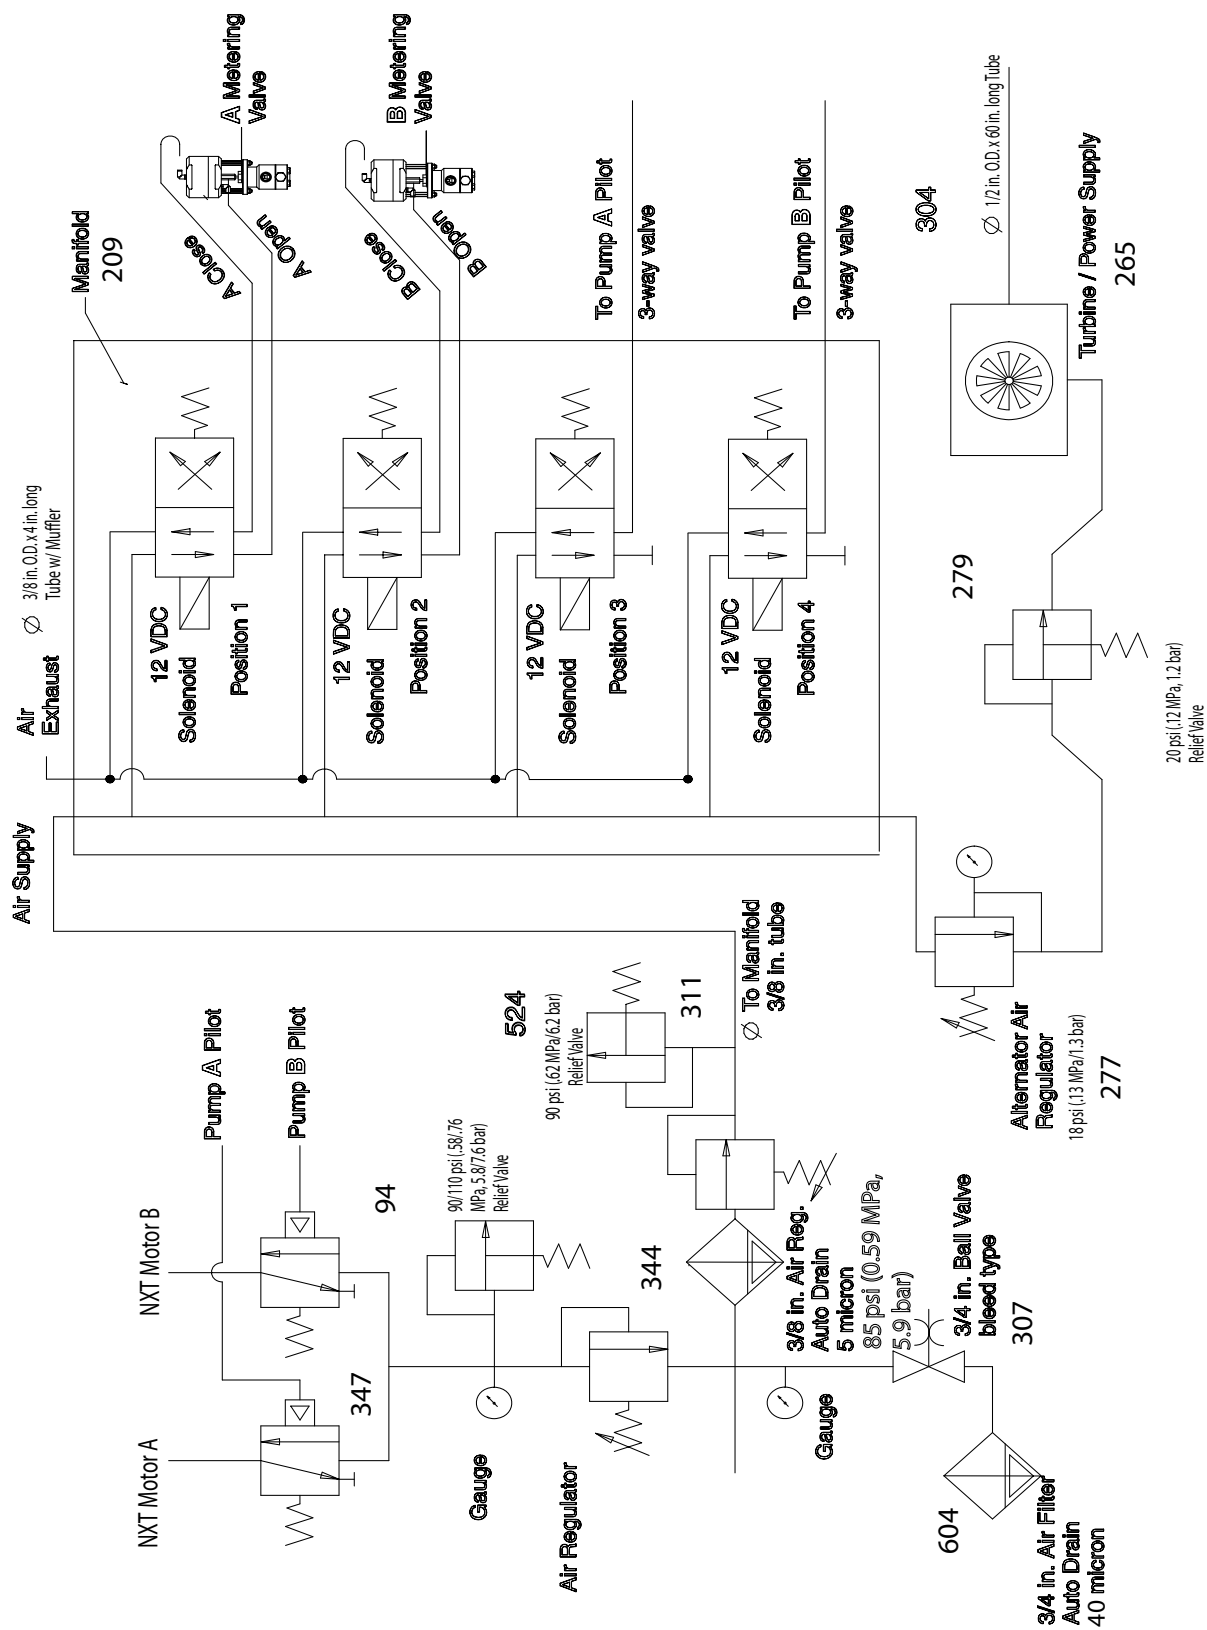 NXT Motor A
NXT Motor B
Pump A Pilot
Pump B Pilot
347
94
Gauge
90/110 psi (.58/.76
MPa, 5.8/7.6 bar)
Relief Valve
Air Regulator
344
524
90 psi (.62 MPa/6.2 bar)
Relief Valve
311
∅ To Manifold
3/8 in. tube
3/8 in. Air Reg.
Auto Drain
5 micron
85 psi (0.59 MPa,
5.9 bar)
Gauge
3/4 in. Ball Valve
bleed type
307
604
3/4 in. Air Filter
Auto Drain
40 micron
Air Supply
Air
Exhaust
∅ 3/8 in. O.D. x 4 in. long
Tube w/ Muffler
Manifold
209
12 VDC
Solenoid
Position 1
12 VDC
Solenoid
Position 2
12 VDC
Solenoid
Position 3
12 VDC
Solenoid
Position 4
A Close
A Open
A Metering
Valve
B Close
B Open
B Metering
Valve
To Pump A Pilot
3-way valve
To Pump B Pilot
3-way valve
304
∅ 1/2 in. O.D. x 60 in. long Tube
Turbine / Power Supply
265
279
20 psi (.12 MPa, 1.2 bar)
Relief Valve
Alternator Air
Regulator
18 psi (.13 MPa/1.3 bar)
277